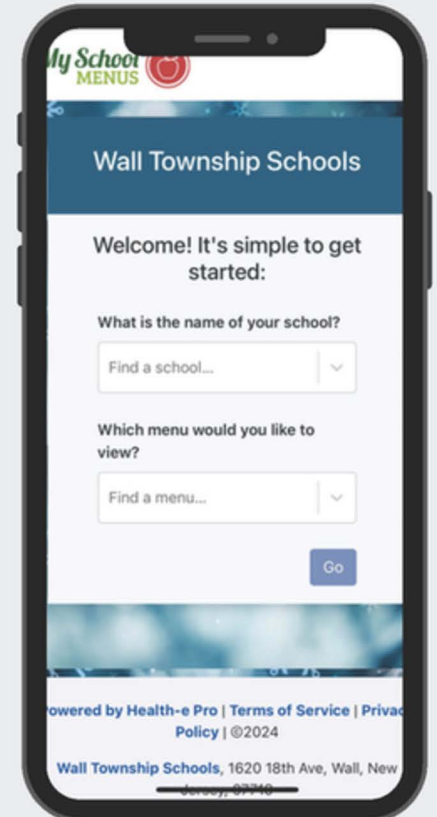 My School
MENUS
Wall Township Schools
Welcome! It's simple to get
started:
What is the name of your school?
Find a school...
Which menu would you like to
view?
Find a menu...
Go
owered by Health-e Pro | Terms of Service | Privac
Policy | ©2024
Wall Township Schools, 1620 18th Ave, Wall, New
Jersey, 07719